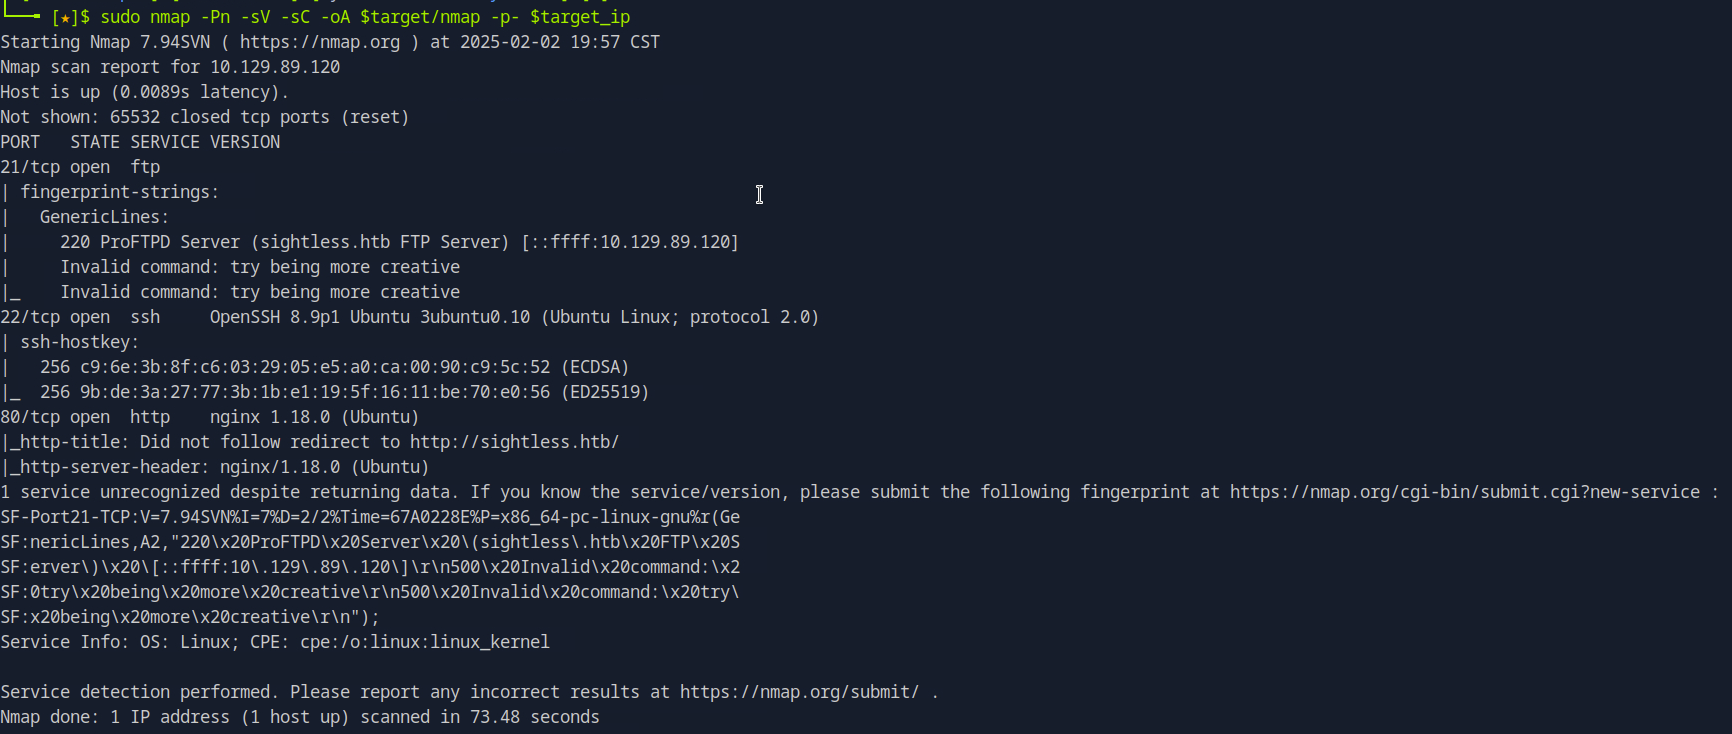 └──╼ [★]$ sudo nmap -Pn -sV -sC -oA $target/nmap -p- $target_ip
Starting Nmap 7.94SVN ( https://nmap.org ) at 2025-02-02 19:57 CST
Nmap scan report for 10.129.89.120
Host is up (0.0089s latency).
Not shown: 65532 closed tcp ports (reset)
PORT   STATE SERVICE VERSION
21/tcp open  ftp
| fingerprint-strings:
|   GenericLines:
|     220 ProFTPD Server (sightless.htb FTP Server) [::ffff:10.129.89.120]
|     Invalid command: try being more creative
|_    Invalid command: try being more creative
22/tcp open  ssh     OpenSSH 8.9p1 Ubuntu 3ubuntu0.10 (Ubuntu Linux; protocol 2.0)
| ssh-hostkey:
|   256 c9:6e:3b:8f:c6:03:29:05:e5:a0:ca:00:90:c9:5c:52 (ECDSA)
|_  256 9b:de:3a:27:77:3b:1b:e1:19:5f:16:11:be:70:e0:56 (ED25519)
80/tcp open  http    nginx 1.18.0 (Ubuntu)
|_http-title: Did not follow redirect to http://sightless.htb/
|_http-server-header: nginx/1.18.0 (Ubuntu)
1 service unrecognized despite returning data. If you know the service/version, please submit the following fingerprint at https://nmap.org/cgi-bin/submit.cgi?new-service :
SF-Port21-TCP:V=7.94SVN%I=7%D=2/2%Time=67A0228E%P=x86_64-pc-linux-gnu%r(Ge
SF:nericLines,A2,"220\x20ProFTPD\x20Server\x20\(sightless\.htb\x20FTP\x20S
SF:erver\)\x20\[::ffff:10\.129\.89\.120\]\r\n500\x20Invalid\x20command:\x2
SF:0try\x20being\x20more\x20creative\r\n500\x20Invalid\x20command:\x20try\
SF:x20being\x20more\x20creative\r\n");
Service Info: OS: Linux; CPE: cpe:/o:linux:linux_kernel
Service detection performed. Please report any incorrect results at https://nmap.org/submit/ .
Nmap done: 1 IP address (1 host up) scanned in 73.48 seconds